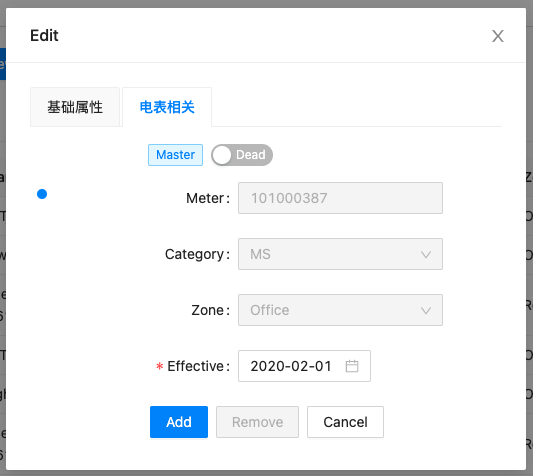 Edit
基础属性
电表相关
Master
Dead
Meter:
101000387
Category:
MS
Zone:
Office
* Effective:
2020-02-01
Add
Remove
Cancel